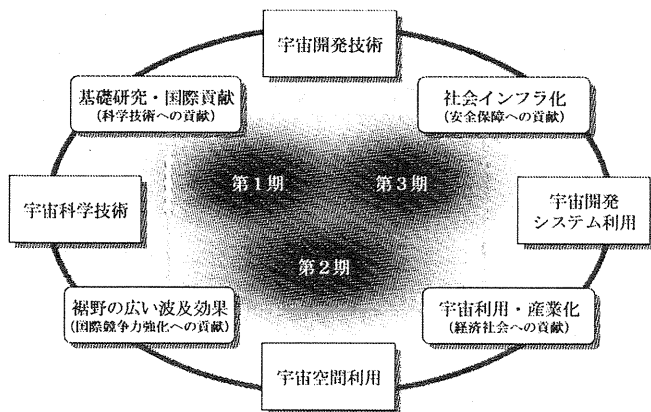 宇宙開発技術
基礎研究・国際貢献
(科学技術への貢献)
社会インフラ化
(安全保障への貢献)
第1期
第3期
宇宙科学技術
宇宙開発
システム利用
第2期
裾野の広い波及効果
(国際競争力強化への貢献)
宇宙利用・産業化
(経済社会への貢献)
宇宙空間利用